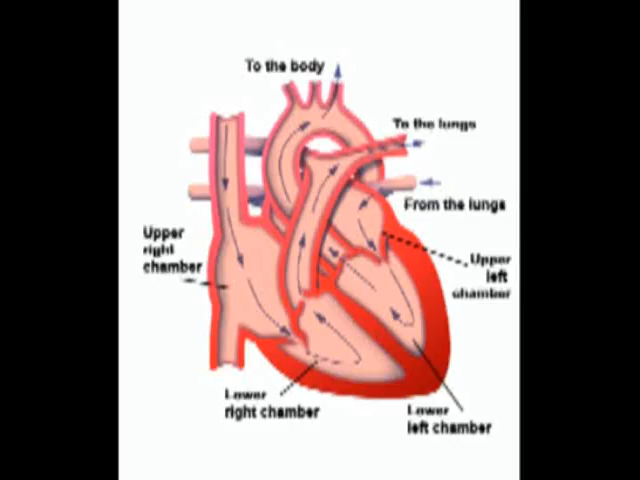 To the body
To the lungs
From the lungs
Upper
right
chamber
Upper
left
chamber
Lower
right chamber
Lower
left chamber